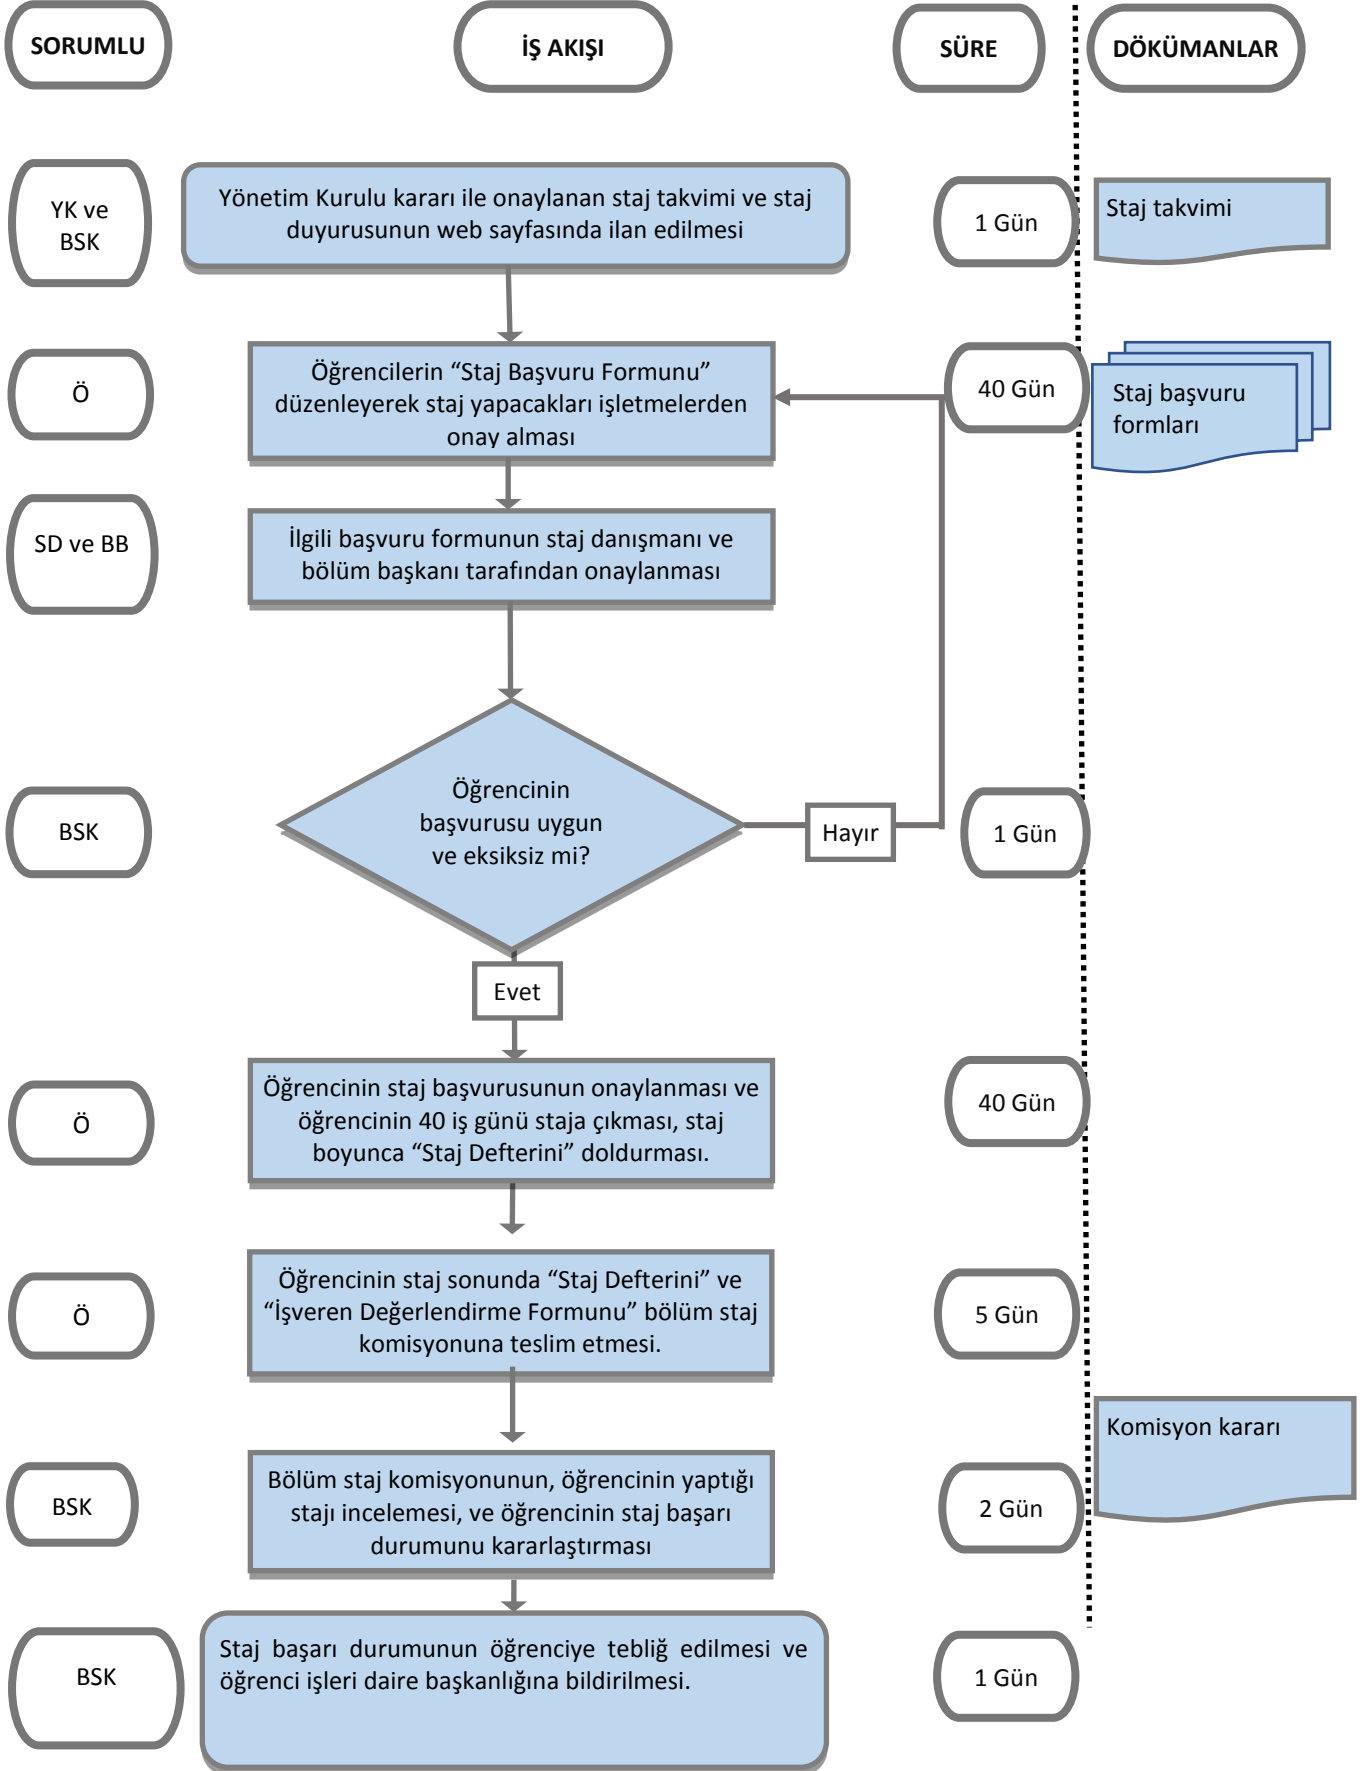 SORUMLU
İŞ AKIŞI
SÜRE
DÖKÜMANLAR
YK ve
BSK
Yönetim Kurulu kararı ile onaylanan staj takvimi ve staj
duyurusunun web sayfasında ilan edilmesi
1 Gün
Staj takvimi
Ö
Öğrencilerin “Staj Başvuru Formunu”
düzenleyerek staj yapacakları işletmelerden
onay alması
40 Gün
Staj başvuru
formları
SD ve BB
İlgili başvuru formunun staj danışmanı ve
bölüm başkanı tarafından onaylanması
BSK
Öğrencinin
başvurusu uygun
ve eksiksiz mi?
Hayır
1 Gün
Evet
Ö
Öğrencinin staj başvurusunun onaylanması ve
öğrencinin 40 iş günü staja çıkması, staj
boyunca “Staj Defterini” doldurması.
40 Gün
Ö
Öğrencinin staj sonunda “Staj Defterini” ve
“İşveren Değerlendirme Formunu” bölüm staj
komisyonuna teslim etmesi.
5 Gün
Komisyon kararı
BSK
Bölüm staj komisyonunun, öğrencinin yaptığı
stajı incelemesi, ve öğrencinin staj başarı
durumunu kararlaştırması
2 Gün
BSK
Staj başarı durumunun öğrenciye tebliğ edilmesi ve
öğrenci işleri daire başkanlığına bildirilmesi.
1 Gün